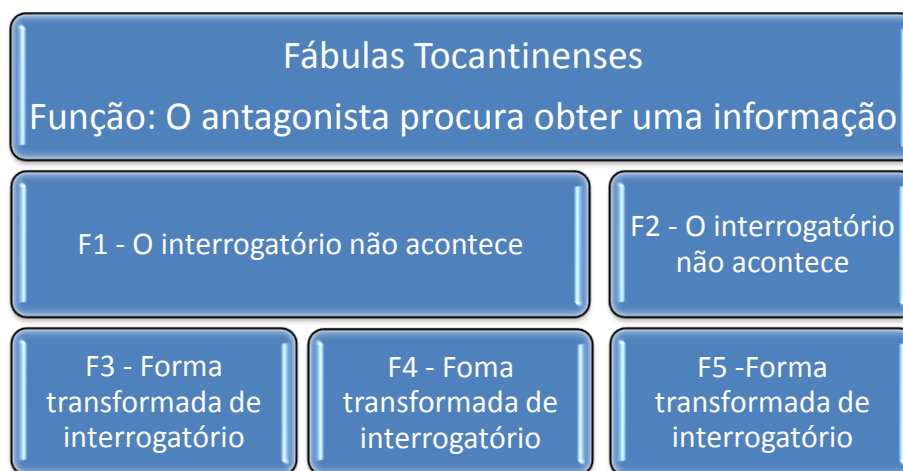 Fábulas Tocantinenses
Função: O antagonista procura obter uma informação
F1 - O interrogatório não acontece
F2 - O interrogatório
não acontece
F3 - Forma
transformada de
interrogatório
F4 - Foma
transformada de
interrogatório
F5 -Forma
transformada de
interrogatório